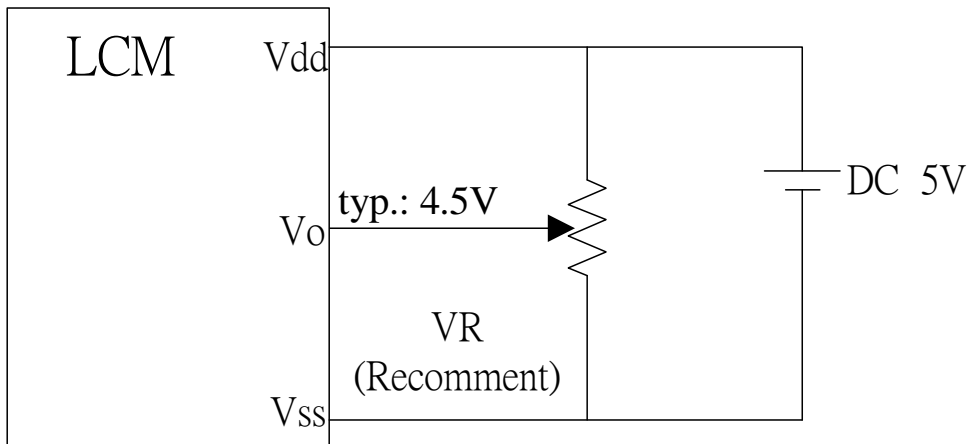 LCM
Vdd
DC 5V
typ.: 4.5V
Vo
VR
(Recomment)
Vss